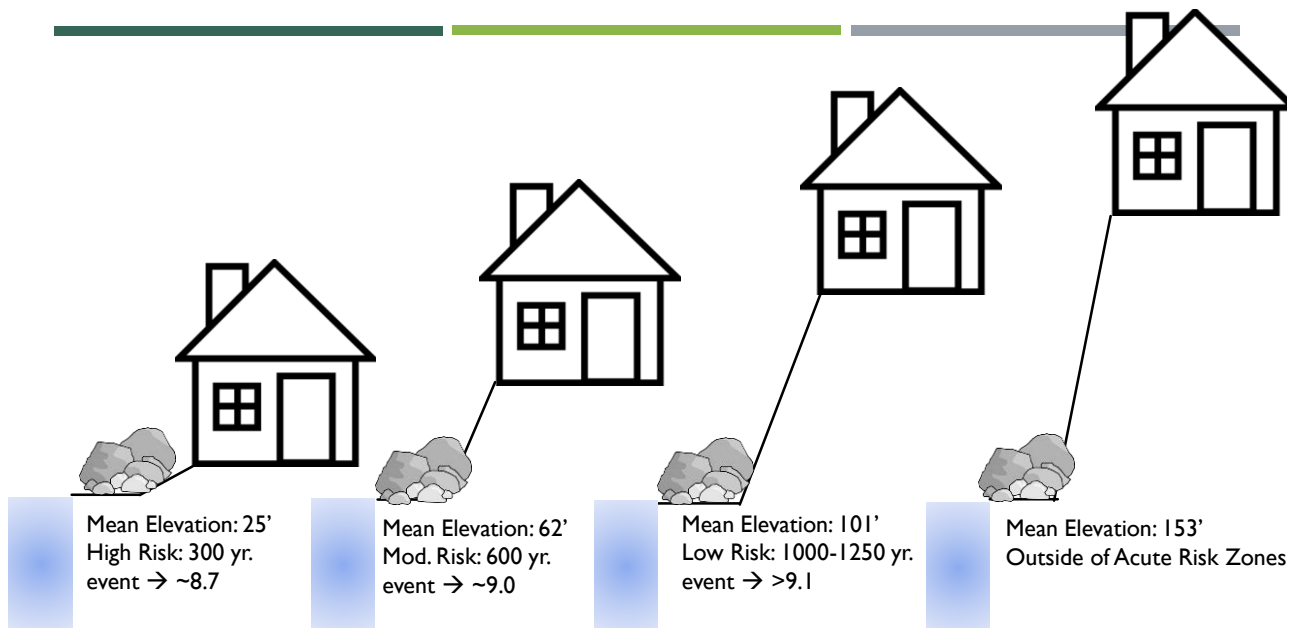 Mean Elevation: 25’
High Risk: 300 yr.
event → ~8.7
Mean Elevation: 62’
Mod. Risk: 600 yr.
event → ~9.0
Mean Elevation: 101’
Low Risk: 1000-1250 yr.
event → >9.1
Mean Elevation: 153’
Outside of Acute Risk Zones